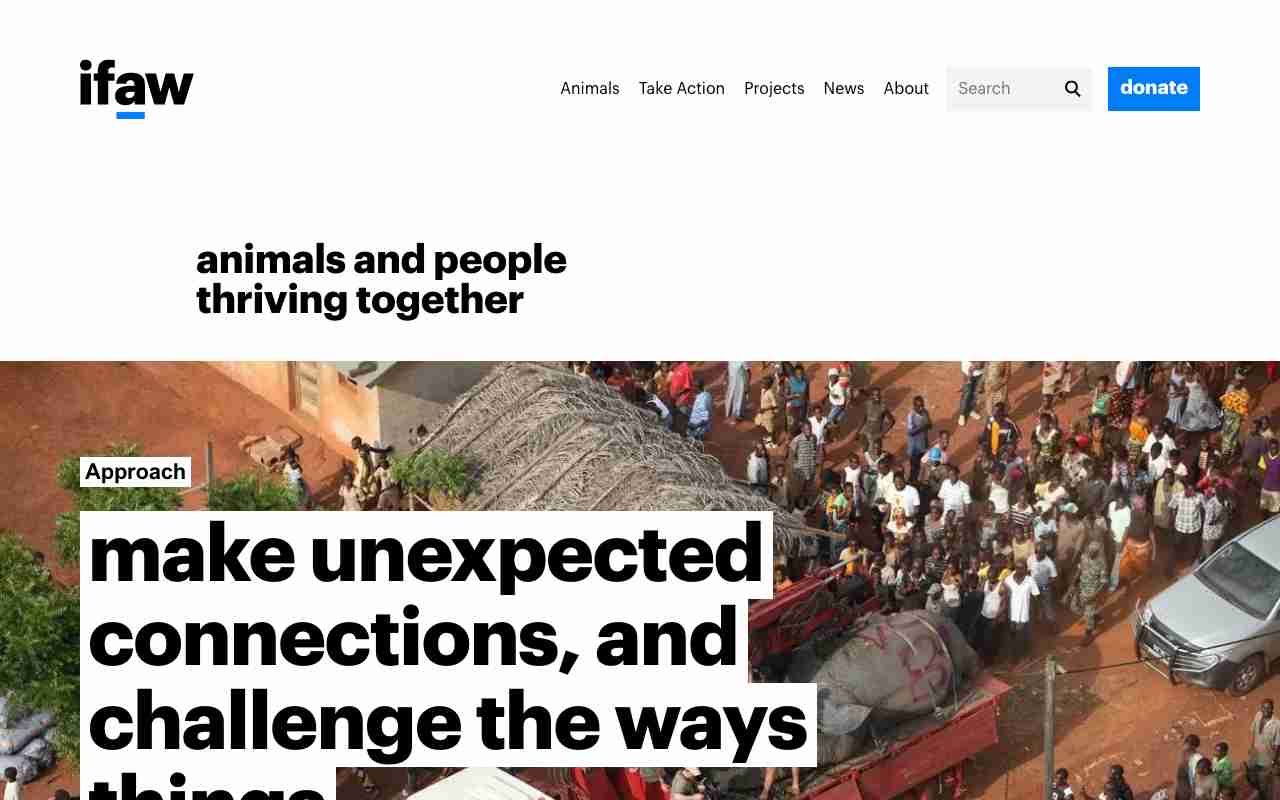 ifaw
Animals Take Action Projects News About Search donate
animals and people
thriving together
Approach
make unexpected
connections, and
challenge the ways
things